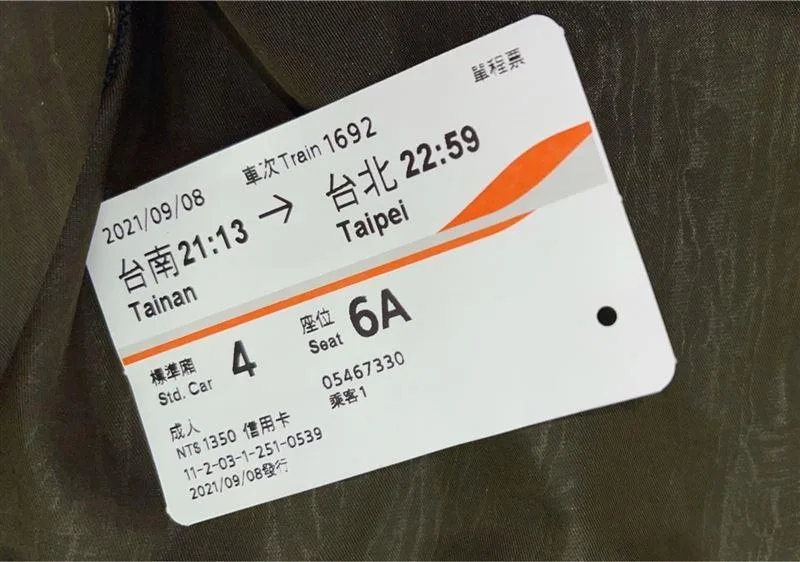 單程票
車次Train 1692
2021/09/08
台南21:13 → 台北22:59
Tainan Taipei
標準廂 4 座位 6A
Std. Car Seat
05467330
成人 乘客1
NT$ 1350 信用卡
11-2-03-1-251-0539
2021/09/08發行